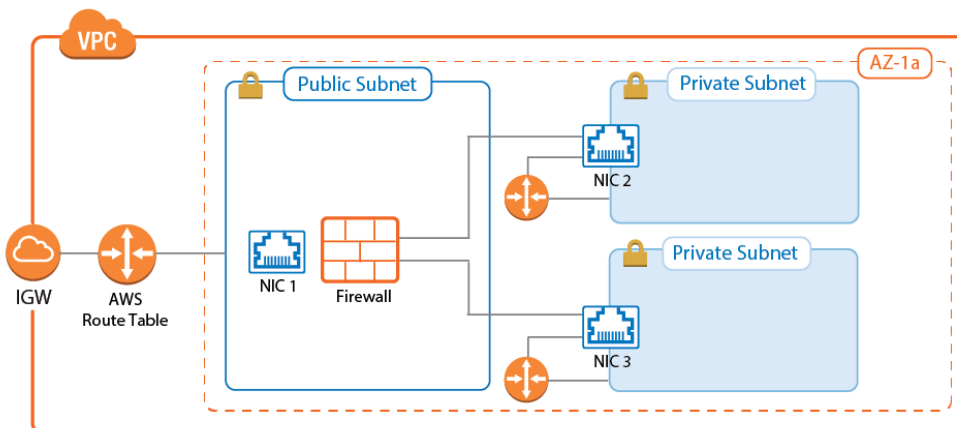 VPC
AZ-1a
Public Subnet
Private Subnet
NIC 2
NIC 1
Firewall
IGW
AWS
Route Table
Private Subnet
NIC 3